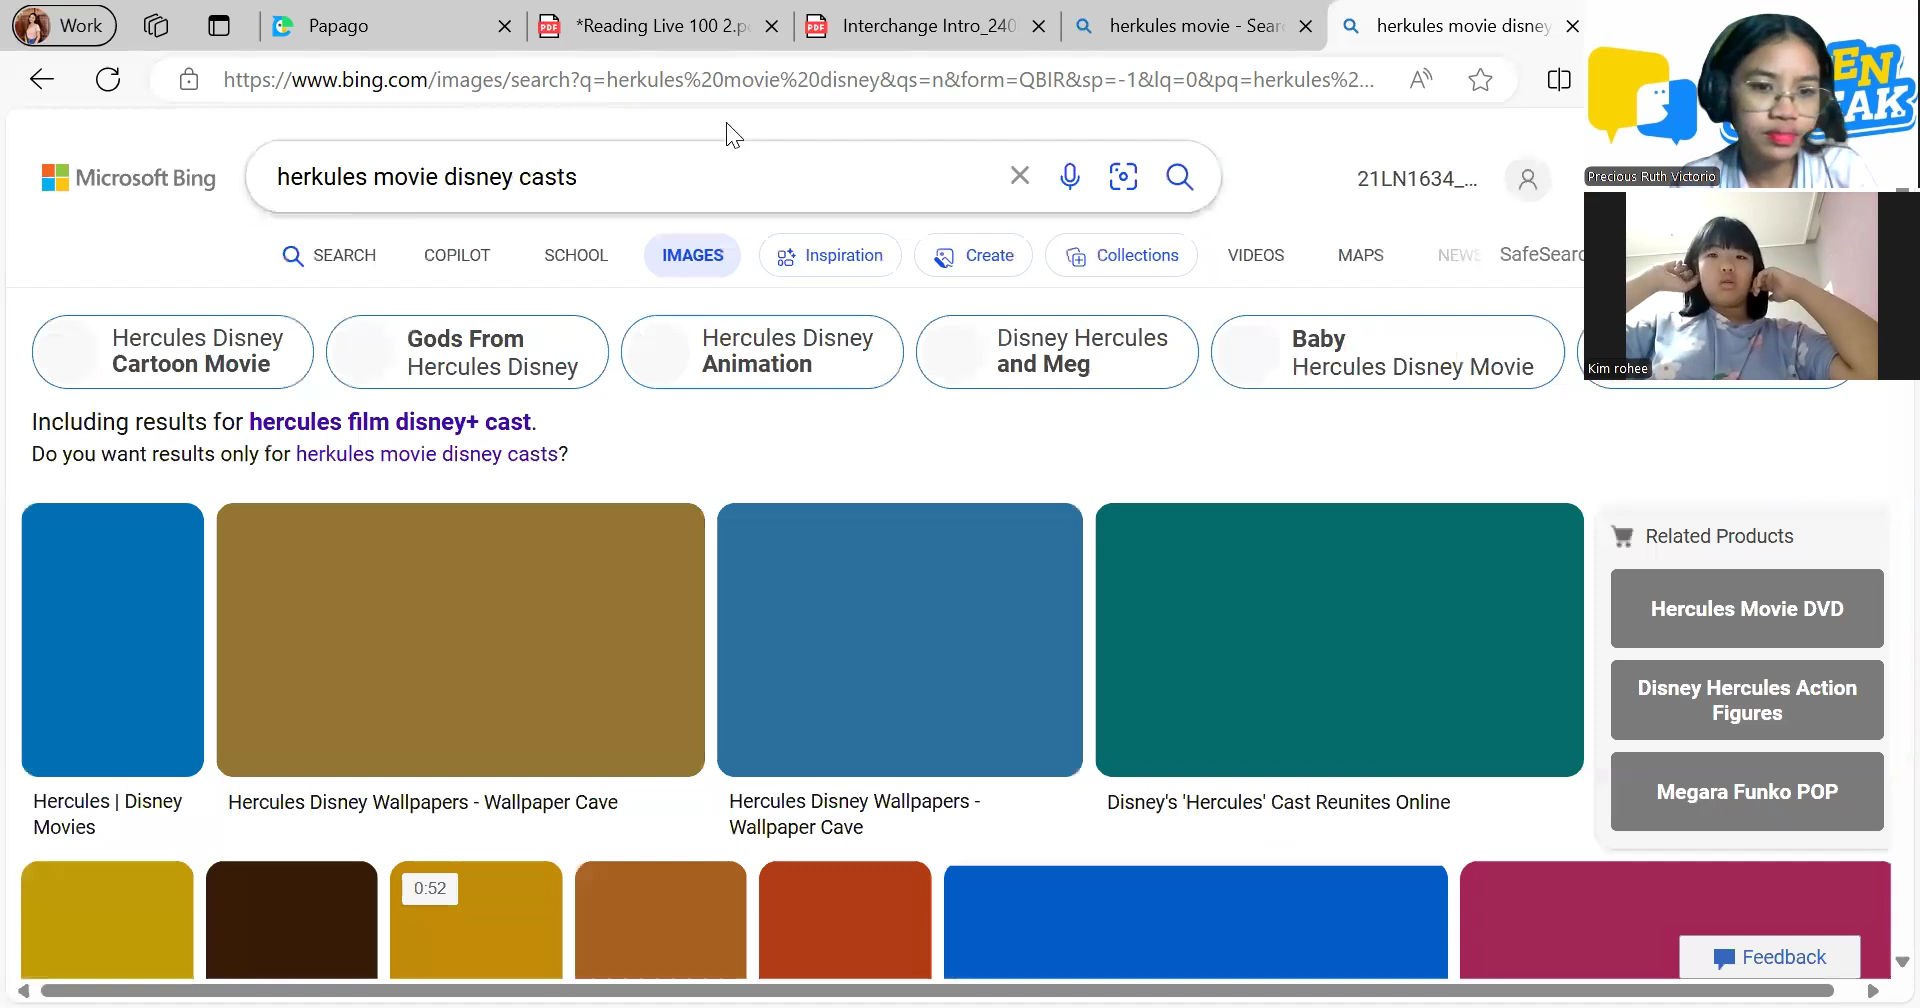 Work
Papago
*Reading Live 100 2.p
Interchange Intro_240
herkules movie - Sear
herkules movie disney
https://www.bing.com/images/search?q=herkules%20movie%20disney&qs=n&form=QBIR&sp=-1&lq=0&pq=herkules%2...
EN
EAK
Precious Ruth Victorio
Microsoft Bing
herkules movie disney casts
21LN1634_...
SEARCH
COPILOT
SCHOOL
IMAGES
Inspiration
Create
Collections
VIDEOS
MAPS
NEWS
SafeSearc
Kim rohee
Hercules Disney
Cartoon Movie
Gods From
Hercules Disney
Hercules Disney
Animation
Disney Hercules
and Meg
Baby
Hercules Disney Movie
Including results for hercules film disney+ cast.
Do you want results only for herkules movie disney casts?
Related Products
Hercules Movie DVD
Disney Hercules Action
Figures
Megara Funko POP
Hercules | Disney
Movies
Hercules Disney Wallpapers - Wallpaper Cave
Hercules Disney Wallpapers -
Wallpaper Cave
Disney's 'Hercules' Cast Reunites Online
0:52
Feedback